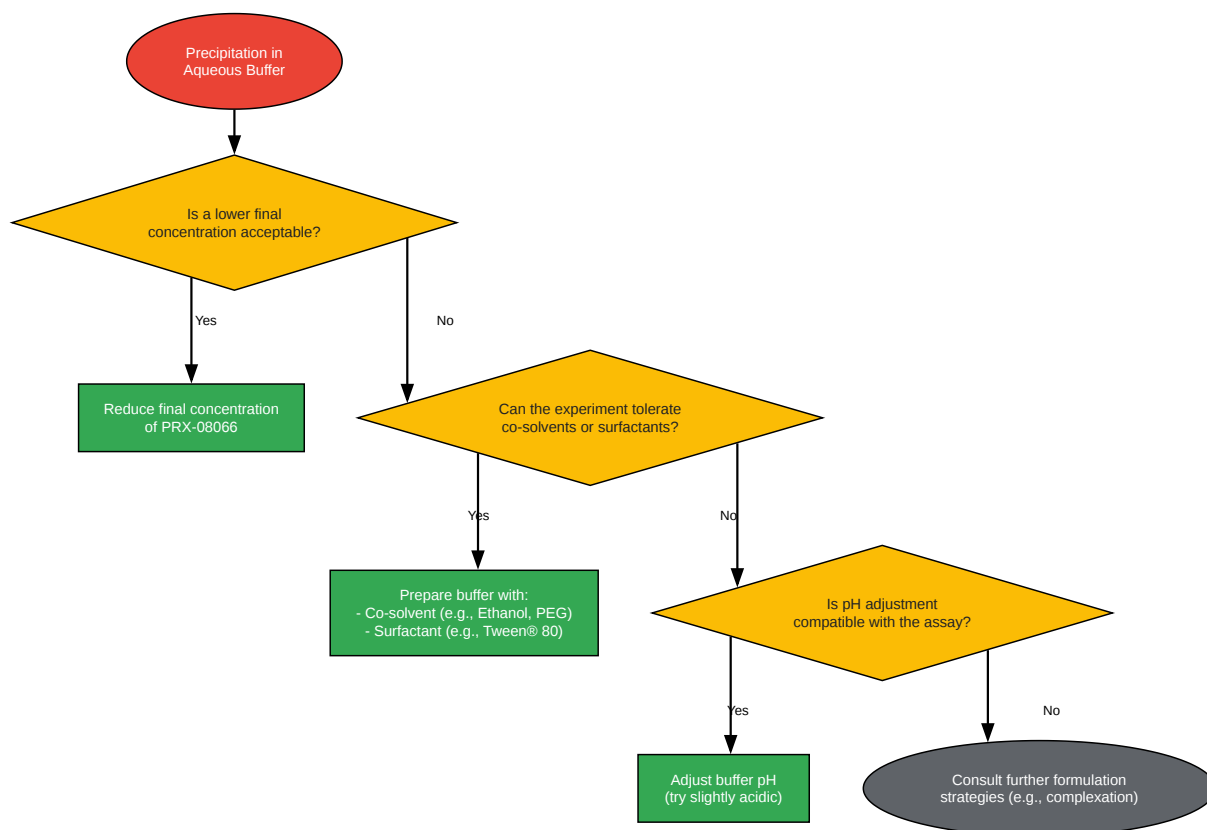 Precipitation in
Aqueous Buffer
Is a lower final
concentration acceptable?
Yes
No
Reduce final concentration
of PRX-08066
Can the experiment tolerate
co-solvents or surfactants?
Yes
No
Prepare buffer with:
- Co-solvent (e.g., Ethanol, PEG)
- Surfactant (e.g., Tween® 80)
Is pH adjustment
compatible with the assay?
Yes
No
Adjust buffer pH
(try slightly acidic)
Consult further formulation
strategies (e.g., complexation)